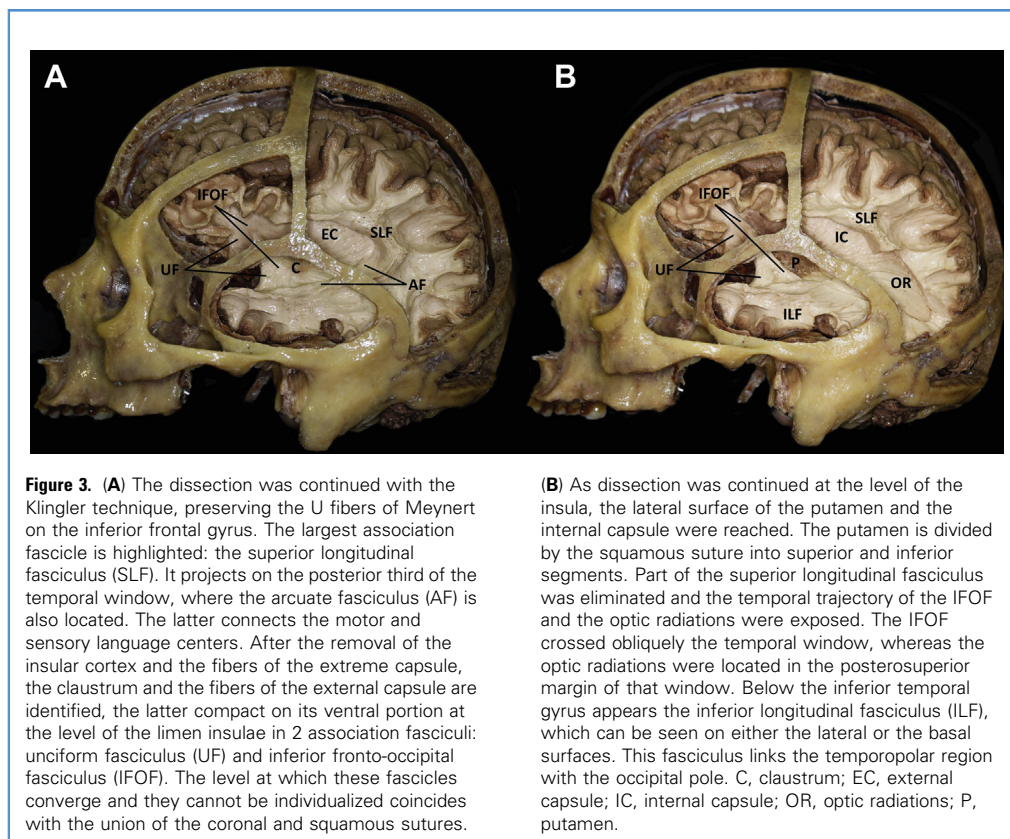 A
B
IFOF
EC
SLF
UF
C
AF
IFOF
SLF
IC
UF
P
OR
ILF
Figure 3. (A) The dissection was continued with the
Klingler technique, preserving the U fibers of Meynert
on the inferior frontal gyrus. The largest association
fascicle is highlighted: the superior longitudinal
fasciculus (SLF). It projects on the posterior third of the
temporal window, where the arcuate fasciculus (AF) is
also located. The latter connects the motor and
sensory language centers. After the removal of the
insular cortex and the fibers of the extreme capsule,
the claustrum and the fibers of the external capsule are
identified, the latter compact on its ventral portion at
the level of the limen insulae in 2 association fasciculi:
unciform fasciculus (UF) and inferior fronto-occipital
fasciculus (IFOF). The level at which these fascicles
converge and they cannot be individualized coincides
with the union of the coronal and squamous sutures.
(B) As dissection was continued at the level of the
insula, the lateral surface of the putamen and the
internal capsule were reached. The putamen is divided
by the squamous suture into superior and inferior
segments. Part of the superior longitudinal fasciculus
was eliminated and the temporal trajectory of the IFOF
and the optic radiations were exposed. The IFOF
crossed obliquely the temporal window, whereas the
optic radiations were located in the posterosuperior
margin of that window. Below the inferior temporal
gyrus appears the inferior longitudinal fasciculus (ILF),
which can be seen on either the lateral or the basal
surfaces. This fasciculus links the temporopolar region
with the occipital pole. C, claustrum; EC, external
capsule; IC, internal capsule; OR, optic radiations; P,
putamen.